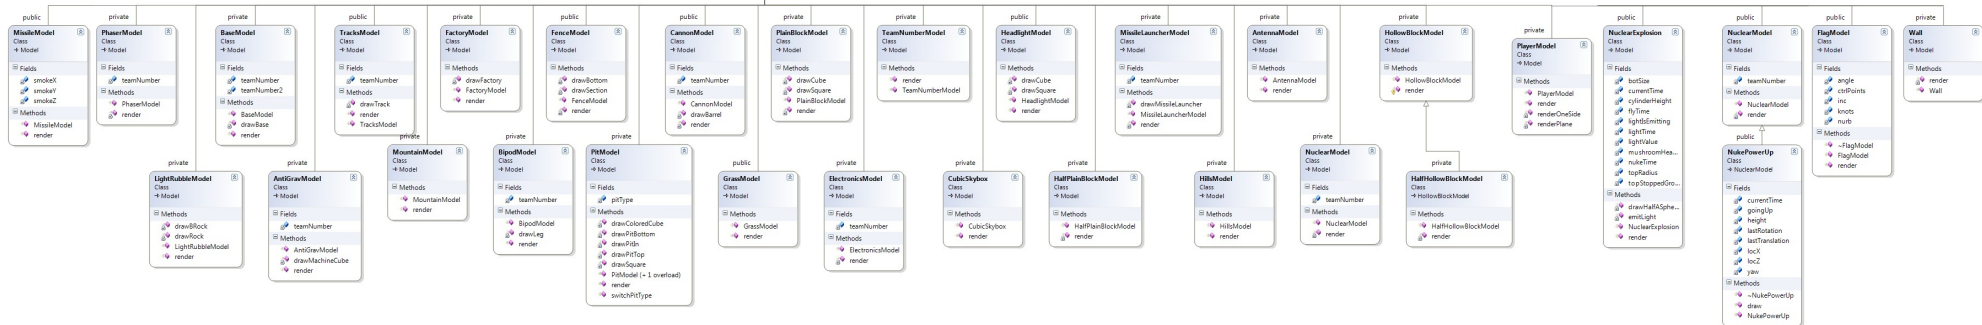 public
MissileModel
Class
Model
Fields
smokeX
smokeY
smokeZ
Methods
MissileModel
render
private
PhaserModel
Class
Model
Fields
teamNumber
Methods
PhaserModel
render
private
BaseModel
Class
Model
Fields
teamNumber
teamNumber2
Methods
BaseModel
drawBase
render
public
TracksModel
Class
Model
Fields
teamNumber
Methods
drawTrack
render
TracksModel
private
FactoryModel
Class
Model
Methods
drawFactory
FactoryModel
render
private
FenceModel
Class
Model
Methods
drawBottom
drawSection
FenceModel
render
public
CannonModel
Class
Model
Fields
teamNumber
Methods
CannonModel
drawBarrel
render
private
PlainBlockModel
Class
Model
Methods
drawCube
drawSquare
PlainBlockModel
render
private
TeamNumberModel
Class
Model
Methods
render
TeamNumberModel
public
HeadlightModel
Class
Model
Methods
drawCube
drawSquare
HeadlightModel
render
private
MissileLauncherModel
Class
Model
Fields
teamNumber
Methods
drawMissileLauncher
MissileLauncherModel
render
private
AntennaModel
Class
Model
Methods
AntennaModel
render
private
HollowBlockModel
Class
Model
Methods
HollowBlockModel
render
private
PlayerModel
Class
Model
Methods
PlayerModel
render
renderOneSide
renderPlane
public
NuclearExplosion
Class
Model
Fields
botSize
currentTime
cylinderHeight
flyTime
lightIsEmitting
lightTime
lightValue
mushroomHea...
nukeTime
topRadius
topStoppedGro...
Methods
drawHalfASphe...
emitLight
NuclearExplosion
render
public
NuclearModel
Class
Model
Fields
teamNumber
Methods
NuclearModel
render
public
FlagModel
Class
Model
Fields
angle
ctrlPoints
inc
knots
nurb
Methods
~FlagModel
FlagModel
render
private
Wall
Class
Model
Methods
render
Wall
private
LightRubbleModel
Class
Model
Methods
drawBRock
drawRock
LightRubbleModel
render
private
AntiGravModel
Class
Model
Fields
teamNumber
Methods
AntiGravModel
drawMachineCube
render
private
MountainModel
Class
Model
Methods
MountainModel
render
private
BipodModel
Class
Model
Fields
teamNumber
Methods
BipodModel
drawLeg
render
private
PitModel
Class
Model
Fields
pitType
Methods
drawColoredCube
drawPitBottom
drawPitIn
drawPitTop
drawSquare
PitModel (+ 1 overload)
render
switchPitType
public
GrassModel
Class
Model
Methods
GrassModel
render
private
ElectronicsModel
Class
Model
Fields
teamNumber
Methods
ElectronicsModel
render
private
CubicSkybox
Class
Model
Methods
CubicSkybox
render
private
HalfPlainBlockModel
Class
Model
Methods
HalfPlainBlockModel
render
private
HillsModel
Class
Model
Methods
HillsModel
render
private
NuclearModel
Class
Model
Fields
teamNumber
Methods
NuclearModel
render
private
HalfHollowBlockModel
Class
HollowBlockModel
Methods
HalfHollowBlockModel
render
public
NukePowerUp
Class
NuclearModel
Fields
currentTime
goingUp
height
lastRotation
lastTranslation
locX
locZ
yaw
Methods
~NukePowerUp
draw
NukePowerUp